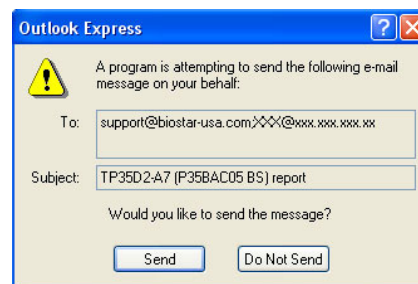 Outlook Express
A program is attempting to send the following e-mail
message on your behalf:
To: support@biostar-usa.com;XXX@xxx.xxx.xxx.xx
Subject: TP35D2-A7 (P35BAC05 BS) report
Would you like to send the message?
Send Do Not Send